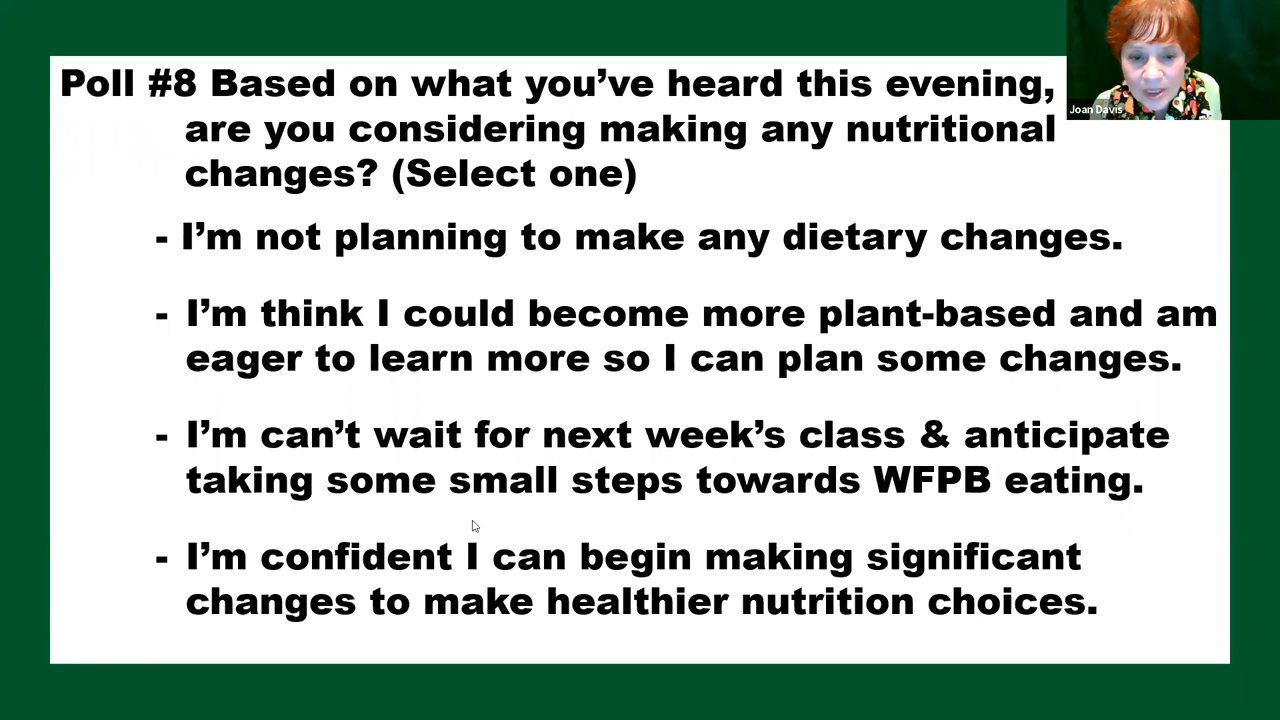 Poll #8 Based on what you’ve heard this evening,
are you considering making any nutritional
changes? (Select one)
- I’m not planning to make any dietary changes.
- I’m think I could become more plant-based and am
eager to learn more so I can plan some changes.
- I’m can’t wait for next week’s class & anticipate
taking some small steps towards WFPB eating.
- I’m confident I can begin making significant
changes to make healthier nutrition choices.
Joan Davis